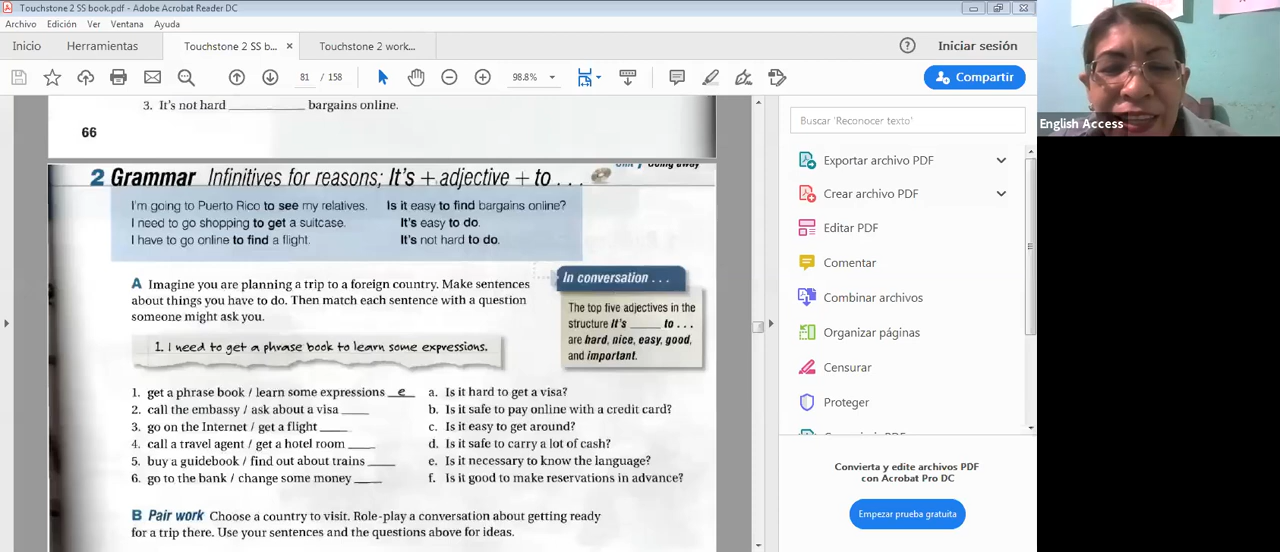 Touchstone 2 SS book.pdf - Adobe Acrobat Reader DC
Archivo Edición Ver Ventana Ayuda
Inicio Herramientas Touchstone 2 SS b... × Touchstone 2 work... Iniciar sesión
81 / 158 98.8% Compartir
3. It's not hard __________ bargains online.
66
2 Grammar Infinitives for reasons; It's + adjective + to . . .
I'm going to Puerto Rico to see my relatives.
I need to go shopping to get a suitcase.
I have to go online to find a flight.
Is it easy to find bargains online?
It's easy to do.
It's not hard to do.
A Imagine you are planning a trip to a foreign country. Make sentences
about things you have to do. Then match each sentence with a question
someone might ask you.
In conversation . . .
The top five adjectives in the
structure It's _____ to . . .
are hard, nice, easy, good,
and important.
1. I need to get a phrase book to learn some expressions.
1. get a phrase book / learn some expressions e
2. call the embassy / ask about a visa ____
3. go on the Internet / get a flight ____
4. call a travel agent / get a hotel room ____
5. buy a guidebook / find out about trains ____
6. go to the bank / change some money ____
a. Is it hard to get a visa?
b. Is it safe to pay online with a credit card?
c. Is it easy to get around?
d. Is it safe to carry a lot of cash?
e. Is it necessary to know the language?
f. Is it good to make reservations in advance?
B Pair work Choose a country to visit. Role-play a conversation about getting ready
for a trip there. Use your sentences and the questions above for ideas.
Buscar 'Reconocer texto'
Exportar archivo PDF
Crear archivo PDF
Editar PDF
Comentar
Combinar archivos
Organizar páginas
Censurar
Proteger
Convierta y edite archivos PDF
con Acrobat Pro DC
Empezar prueba gratuita
English Access